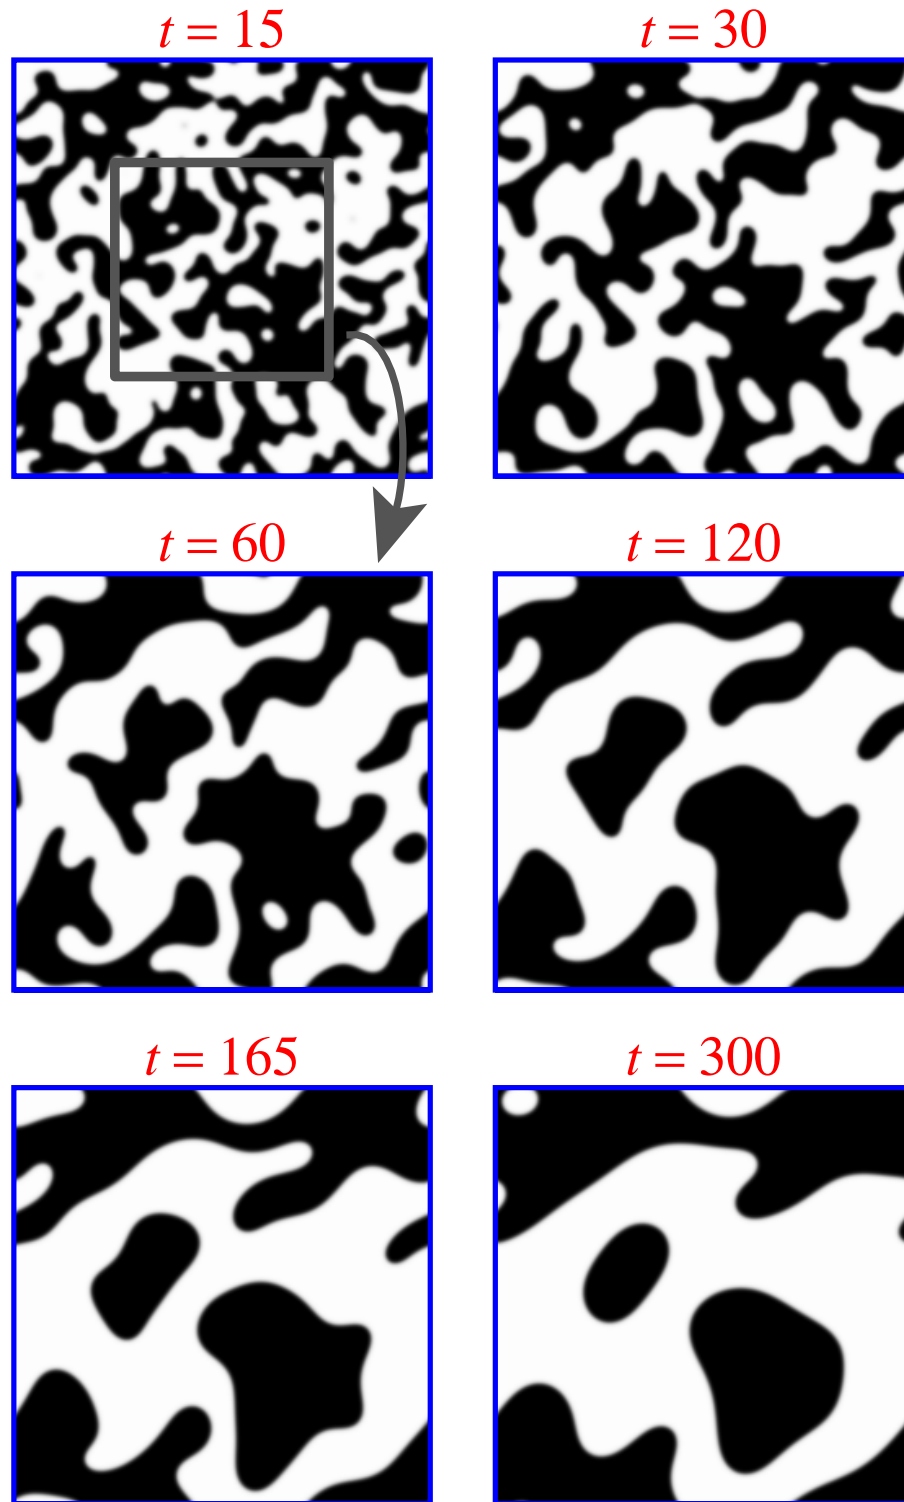 t = 15
t = 30
t = 60
t = 120
t = 165
t = 300